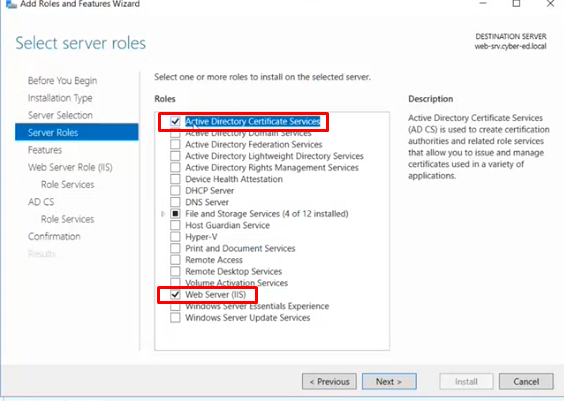 Add Roles and Features Wizard
Select server roles
DESTINATION SERVER
web-srv.cyber-ed.local
Before You Begin
Installation Type
Server Selection
Server Roles
Features
Web Server Role (IIS)
Role Services
AD CS
Role Services
Confirmation
Results
Select one or more roles to install on the selected server.
Roles
Active Directory Certificate Services
Active Directory Domain Services
Active Directory Federation Services
Active Directory Lightweight Directory Services
Active Directory Rights Management Services
Device Health Attestation
DHCP Server
DNS Server
File and Storage Services (4 of 12 installed)
Host Guardian Service
Hyper-V
Print and Document Services
Remote Access
Remote Desktop Services
Volume Activation Services
Web Server (IIS)
Windows Server Essentials Experience
Windows Server Update Services
Description
Active Directory Certificate Services
(AD CS) is used to create certification
authorities and related role services
that allow you to issue and manage
certificates used in a variety of
applications.
< Previous
Next >
Install
Cancel